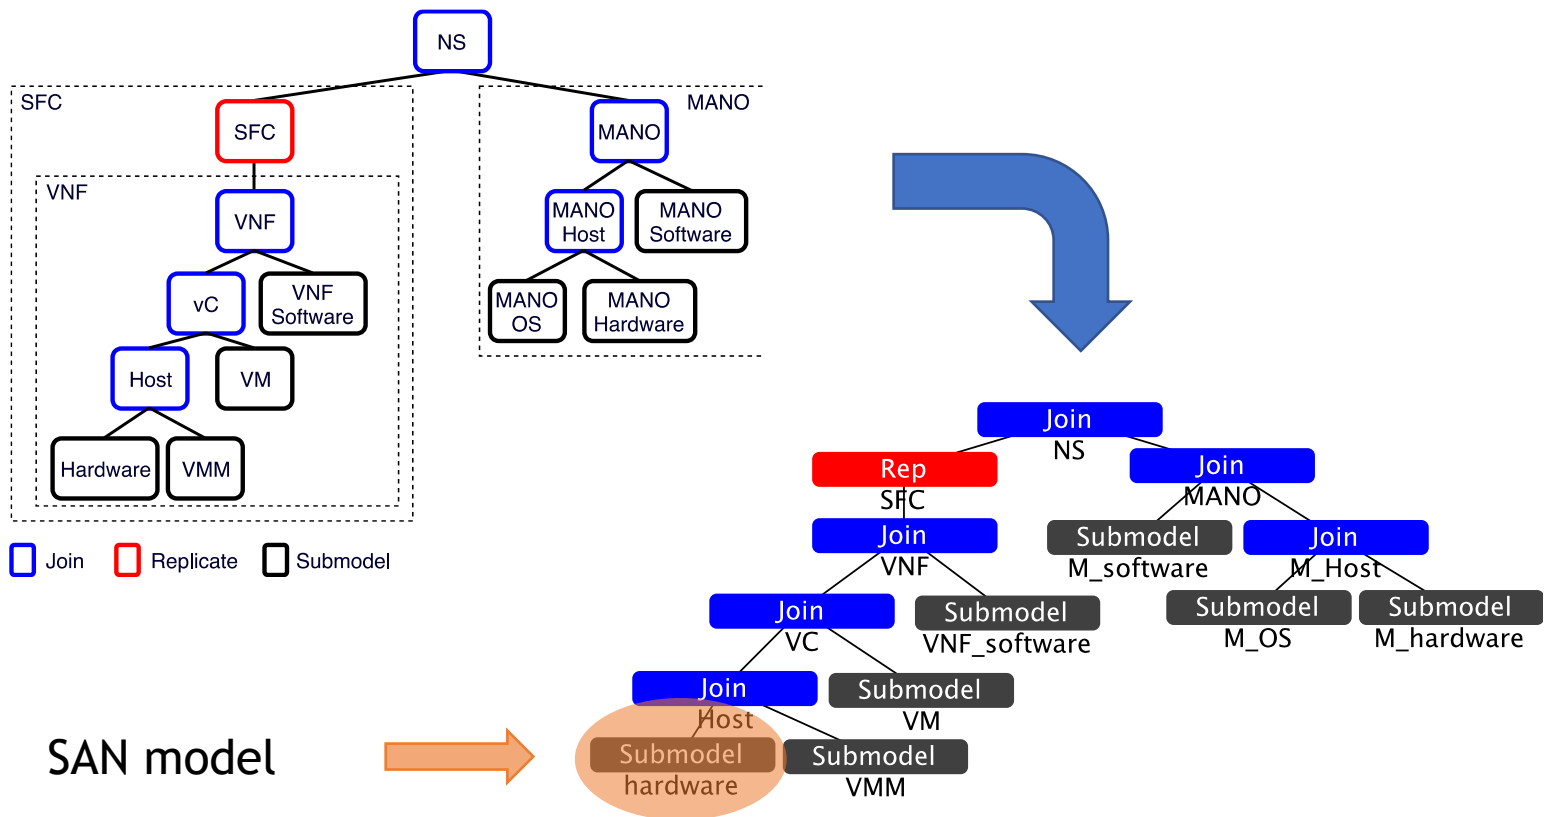 NS
SFC
MANO
SFC
MANO
VNF
VNF
MANO
Host
MANO
Software
vC
VNF
Software
MANO
OS
MANO
Hardware
Host
VM
Hardware
VMM
Join
Replicate
Submodel
Join
NS
Rep
SFC
Join
MANO
Join
VNF
Submodel
M_software
Join
M_Host
Join
VC
Submodel
VNF_software
Submodel
M_OS
Submodel
M_hardware
Join
Host
Submodel
VM
SAN model
Submodel
hardware
Submodel
VMM